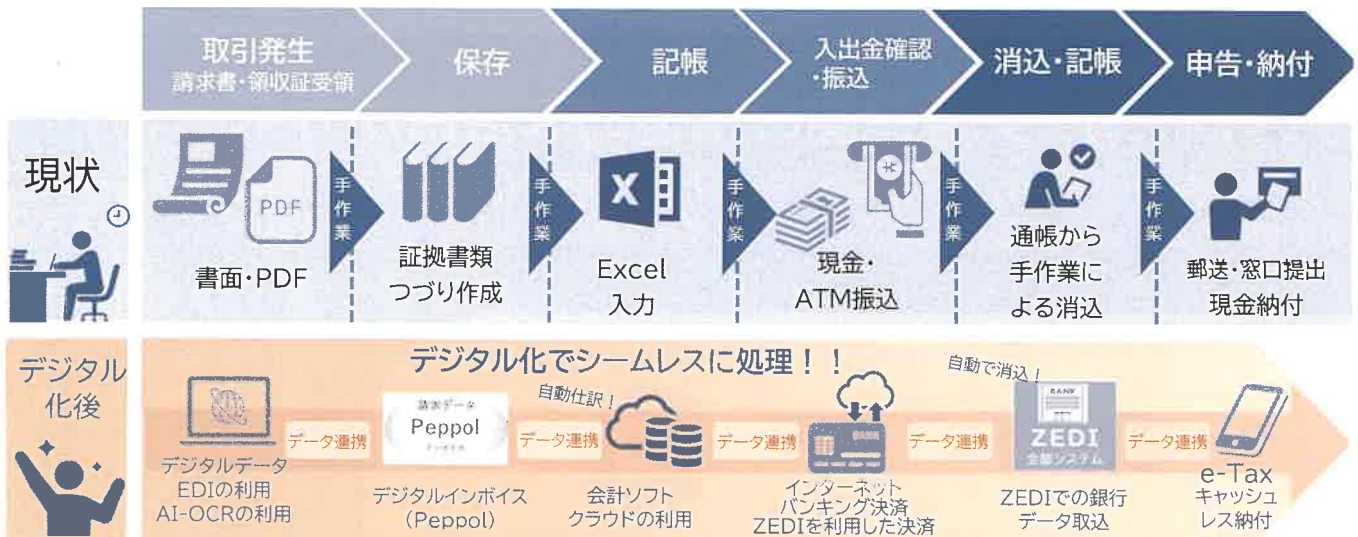 取引発生
請求書・領収証受領
保存
記帳
入出金確認
・振込
消込・記帳
申告・納付
現状
PDF
書面・PDF
手作業
証拠書類
つづり作成
手作業
X
Excel
入力
手作業
現金・
ATM振込
手作業
通帳から
手作業に
よる消込
手作業
郵送・窓口提出
現金納付
デジタル
化後
デジタル化でシームレスに処理！！
デジタルデータ
EDIの利用
AI-OCRの利用
データ連携
請求データ
Peppol
デジタルインボイス
(Peppol)
データ連携
自動仕訳！
会計ソフト
クラウドの利用
データ連携
BANK
インターネット
バンキング決済
ZEDIを利用した決済
データ連携
自動で消込！
BANK
ZEDI
金融システム
ZEDIでの銀行
データ取込
データ連携
e-Tax
キャッシュ
レス納付